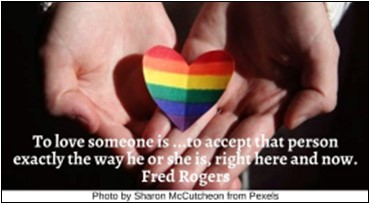 To love someone is ...to accept that person
exactly the way he or she is, right here and now.
Fred Rogers
Photo by Sharon McCutcheon from Pexels